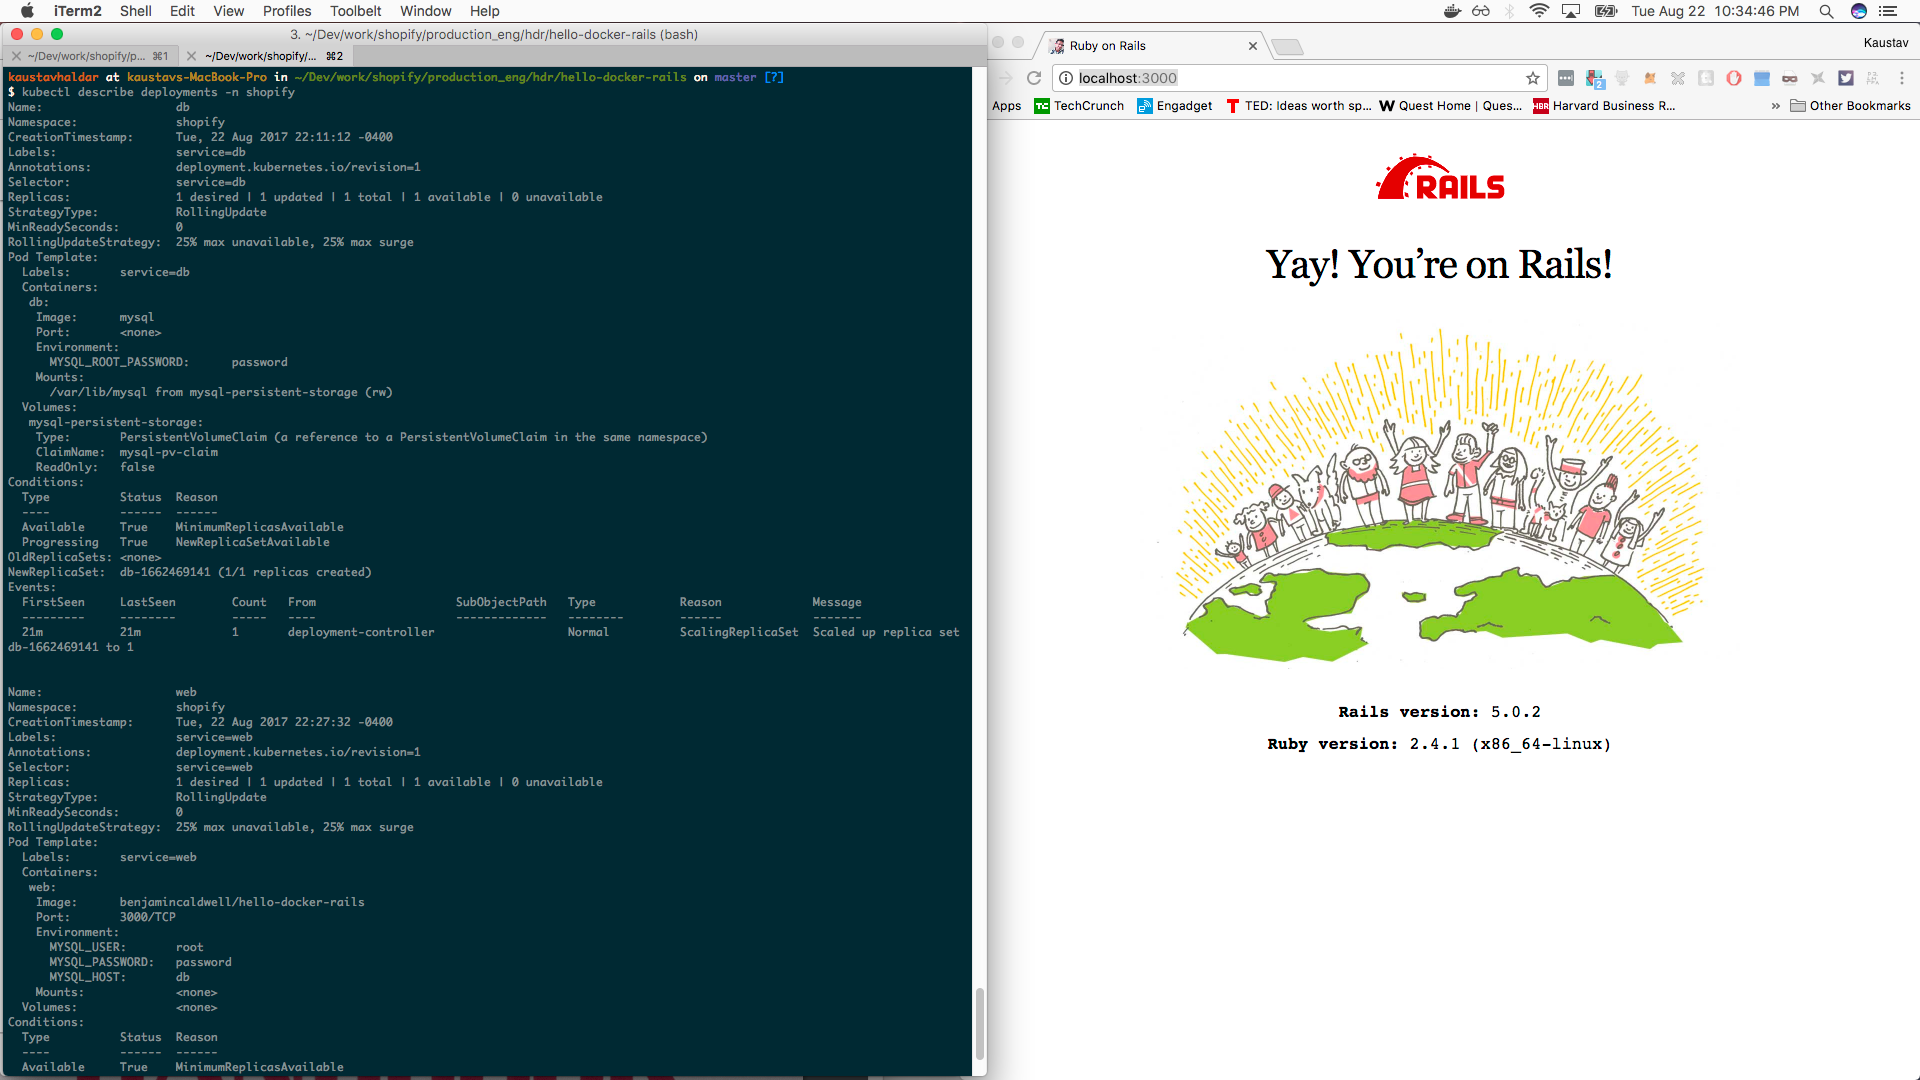 iTerm2 Shell Edit View Profiles Toolbelt Window Help Tue Aug 22 10:34:46 PM
3. ~/Dev/work/shopify/production_eng/hdr/hello-docker-rails (bash)
~/Dev/work/shopify/p... ⌘1 ~/Dev/work/shopify/... ⌘2
kaustavhaldar at kaustavs-MacBook-Pro in ~/Dev/work/shopify/production_eng/hdr/hello-docker-rails on master [?]
$ kubectl describe deployments -n shopify
Name: db
Namespace: shopify
CreationTimestamp: Tue, 22 Aug 2017 22:11:12 -0400
Labels: service=db
Annotations: deployment.kubernetes.io/revision=1
Selector: service=db
Replicas: 1 desired | 1 updated | 1 total | 1 available | 0 unavailable
StrategyType: RollingUpdate
MinReadySeconds: 0
RollingUpdateStrategy: 25% max unavailable, 25% max surge
Pod Template:
Labels: service=db
Containers:
db:
Image: mysql
Port: <none>
Environment:
MYSQL_ROOT_PASSWORD: password
Mounts:
/var/lib/mysql from mysql-persistent-storage (rw)
Volumes:
mysql-persistent-storage:
Type: PersistentVolumeClaim (a reference to a PersistentVolumeClaim in the same namespace)
ClaimName: mysql-pv-claim
ReadOnly: false
Conditions:
Type Status Reason
---- ------ ------
Available True MinimumReplicasAvailable
Progressing True NewReplicaSetAvailable
OldReplicaSets: <none>
NewReplicaSet: db-1662469141 (1/1 replicas created)
Events:
FirstSeen LastSeen Count From SubObjectPath Type Reason Message
--------- -------- ----- ---- ------------- -------- ------ -------
21m 21m 1 deployment-controller Normal ScalingReplicaSet Scaled up replica set
db-1662469141 to 1
Name: web
Namespace: shopify
CreationTimestamp: Tue, 22 Aug 2017 22:27:32 -0400
Labels: service=web
Annotations: deployment.kubernetes.io/revision=1
Selector: service=web
Replicas: 1 desired | 1 updated | 1 total | 1 available | 0 unavailable
StrategyType: RollingUpdate
MinReadySeconds: 0
RollingUpdateStrategy: 25% max unavailable, 25% max surge
Pod Template:
Labels: service=web
Containers:
web:
Image: benjamincaldwell/hello-docker-rails
Port: 3000/TCP
Environment:
MYSQL_USER: root
MYSQL_PASSWORD: password
MYSQL_HOST: db
Mounts: <none>
Volumes: <none>
Conditions:
Type Status Reason
---- ------ ------
Available True MinimumReplicasAvailable
Ruby on Rails Kaustav
localhost:3000
2
Apps TC TechCrunch Engadget T TED: Ideas worth sp... W Quest Home | Ques... HBR Harvard Business R... » Other Bookmarks
RAILS
Yay! You’re on Rails!
Rails version: 5.0.2
Ruby version: 2.4.1 (x86_64-linux)